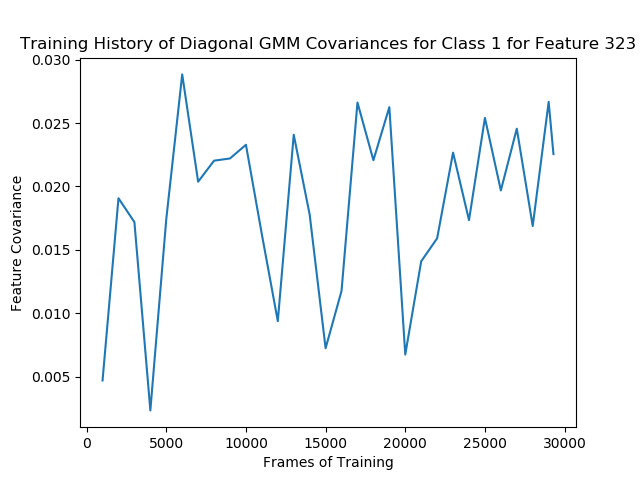 Training History of Diagonal GMM Covariances for Class 1 for Feature 323
0.030
0.025
0.020
0.015
0.010
0.005
Feature Covariance
0 5000 10000 15000 20000 25000 30000
Frames of Training